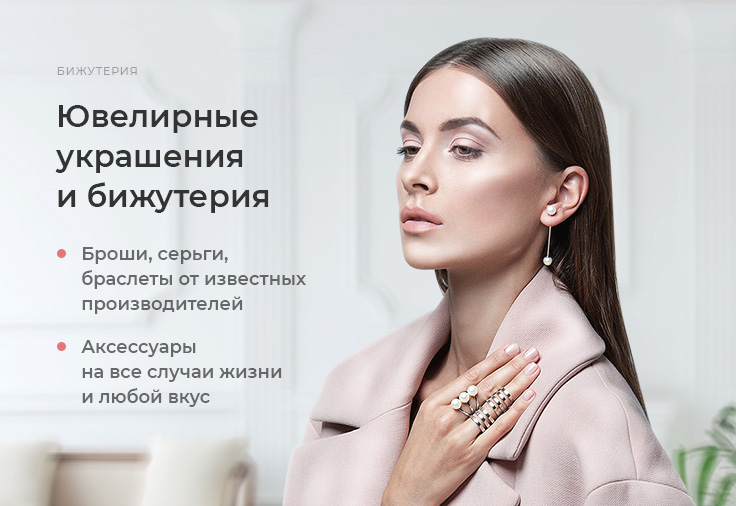 БИЖУТЕРИЯ
Ювелирные
украшения
и бижутерия
Броши, серьги,
браслеты от известных
производителей
Аксессуары
на все случаи жизни
и любой вкус